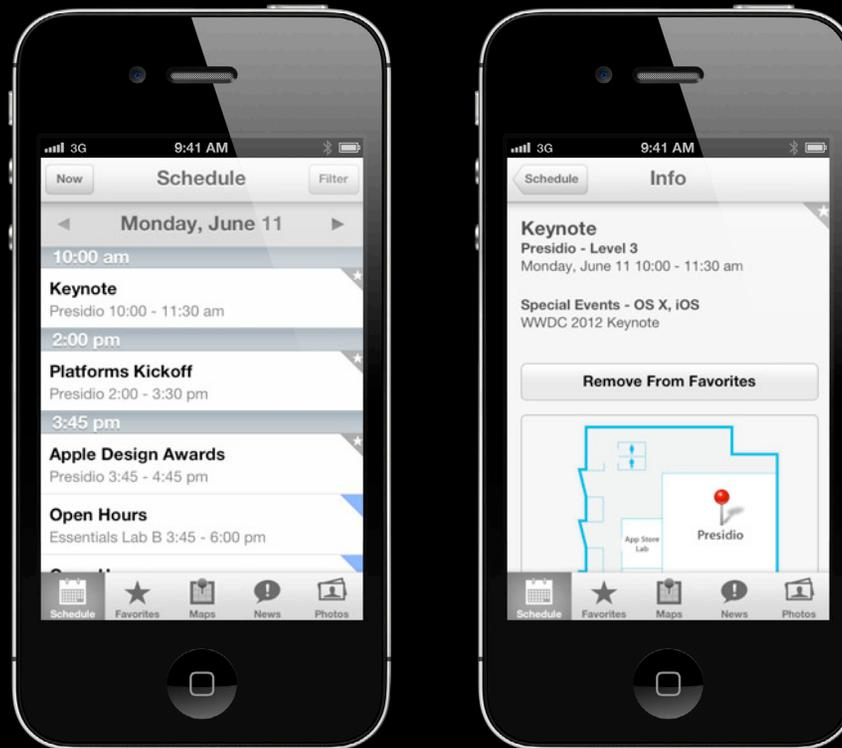 3G 9:41 AM
Now Schedule Filter
Monday, June 11
10:00 am
Keynote
Presidio 10:00 - 11:30 am
2:00 pm
Platforms Kickoff
Presidio 2:00 - 3:30 pm
3:45 pm
Apple Design Awards
Presidio 3:45 - 4:45 pm
Open Hours
Essentials Lab B 3:45 - 6:00 pm
Schedule Favorites Maps News Photos
3G 9:41 AM
Schedule Info
Keynote
Presidio - Level 3
Monday, June 11 10:00 - 11:30 am
Special Events - OS X, iOS
WWDC 2012 Keynote
Remove From Favorites
App Store
Lab
Presidio
Schedule Favorites Maps News Photos